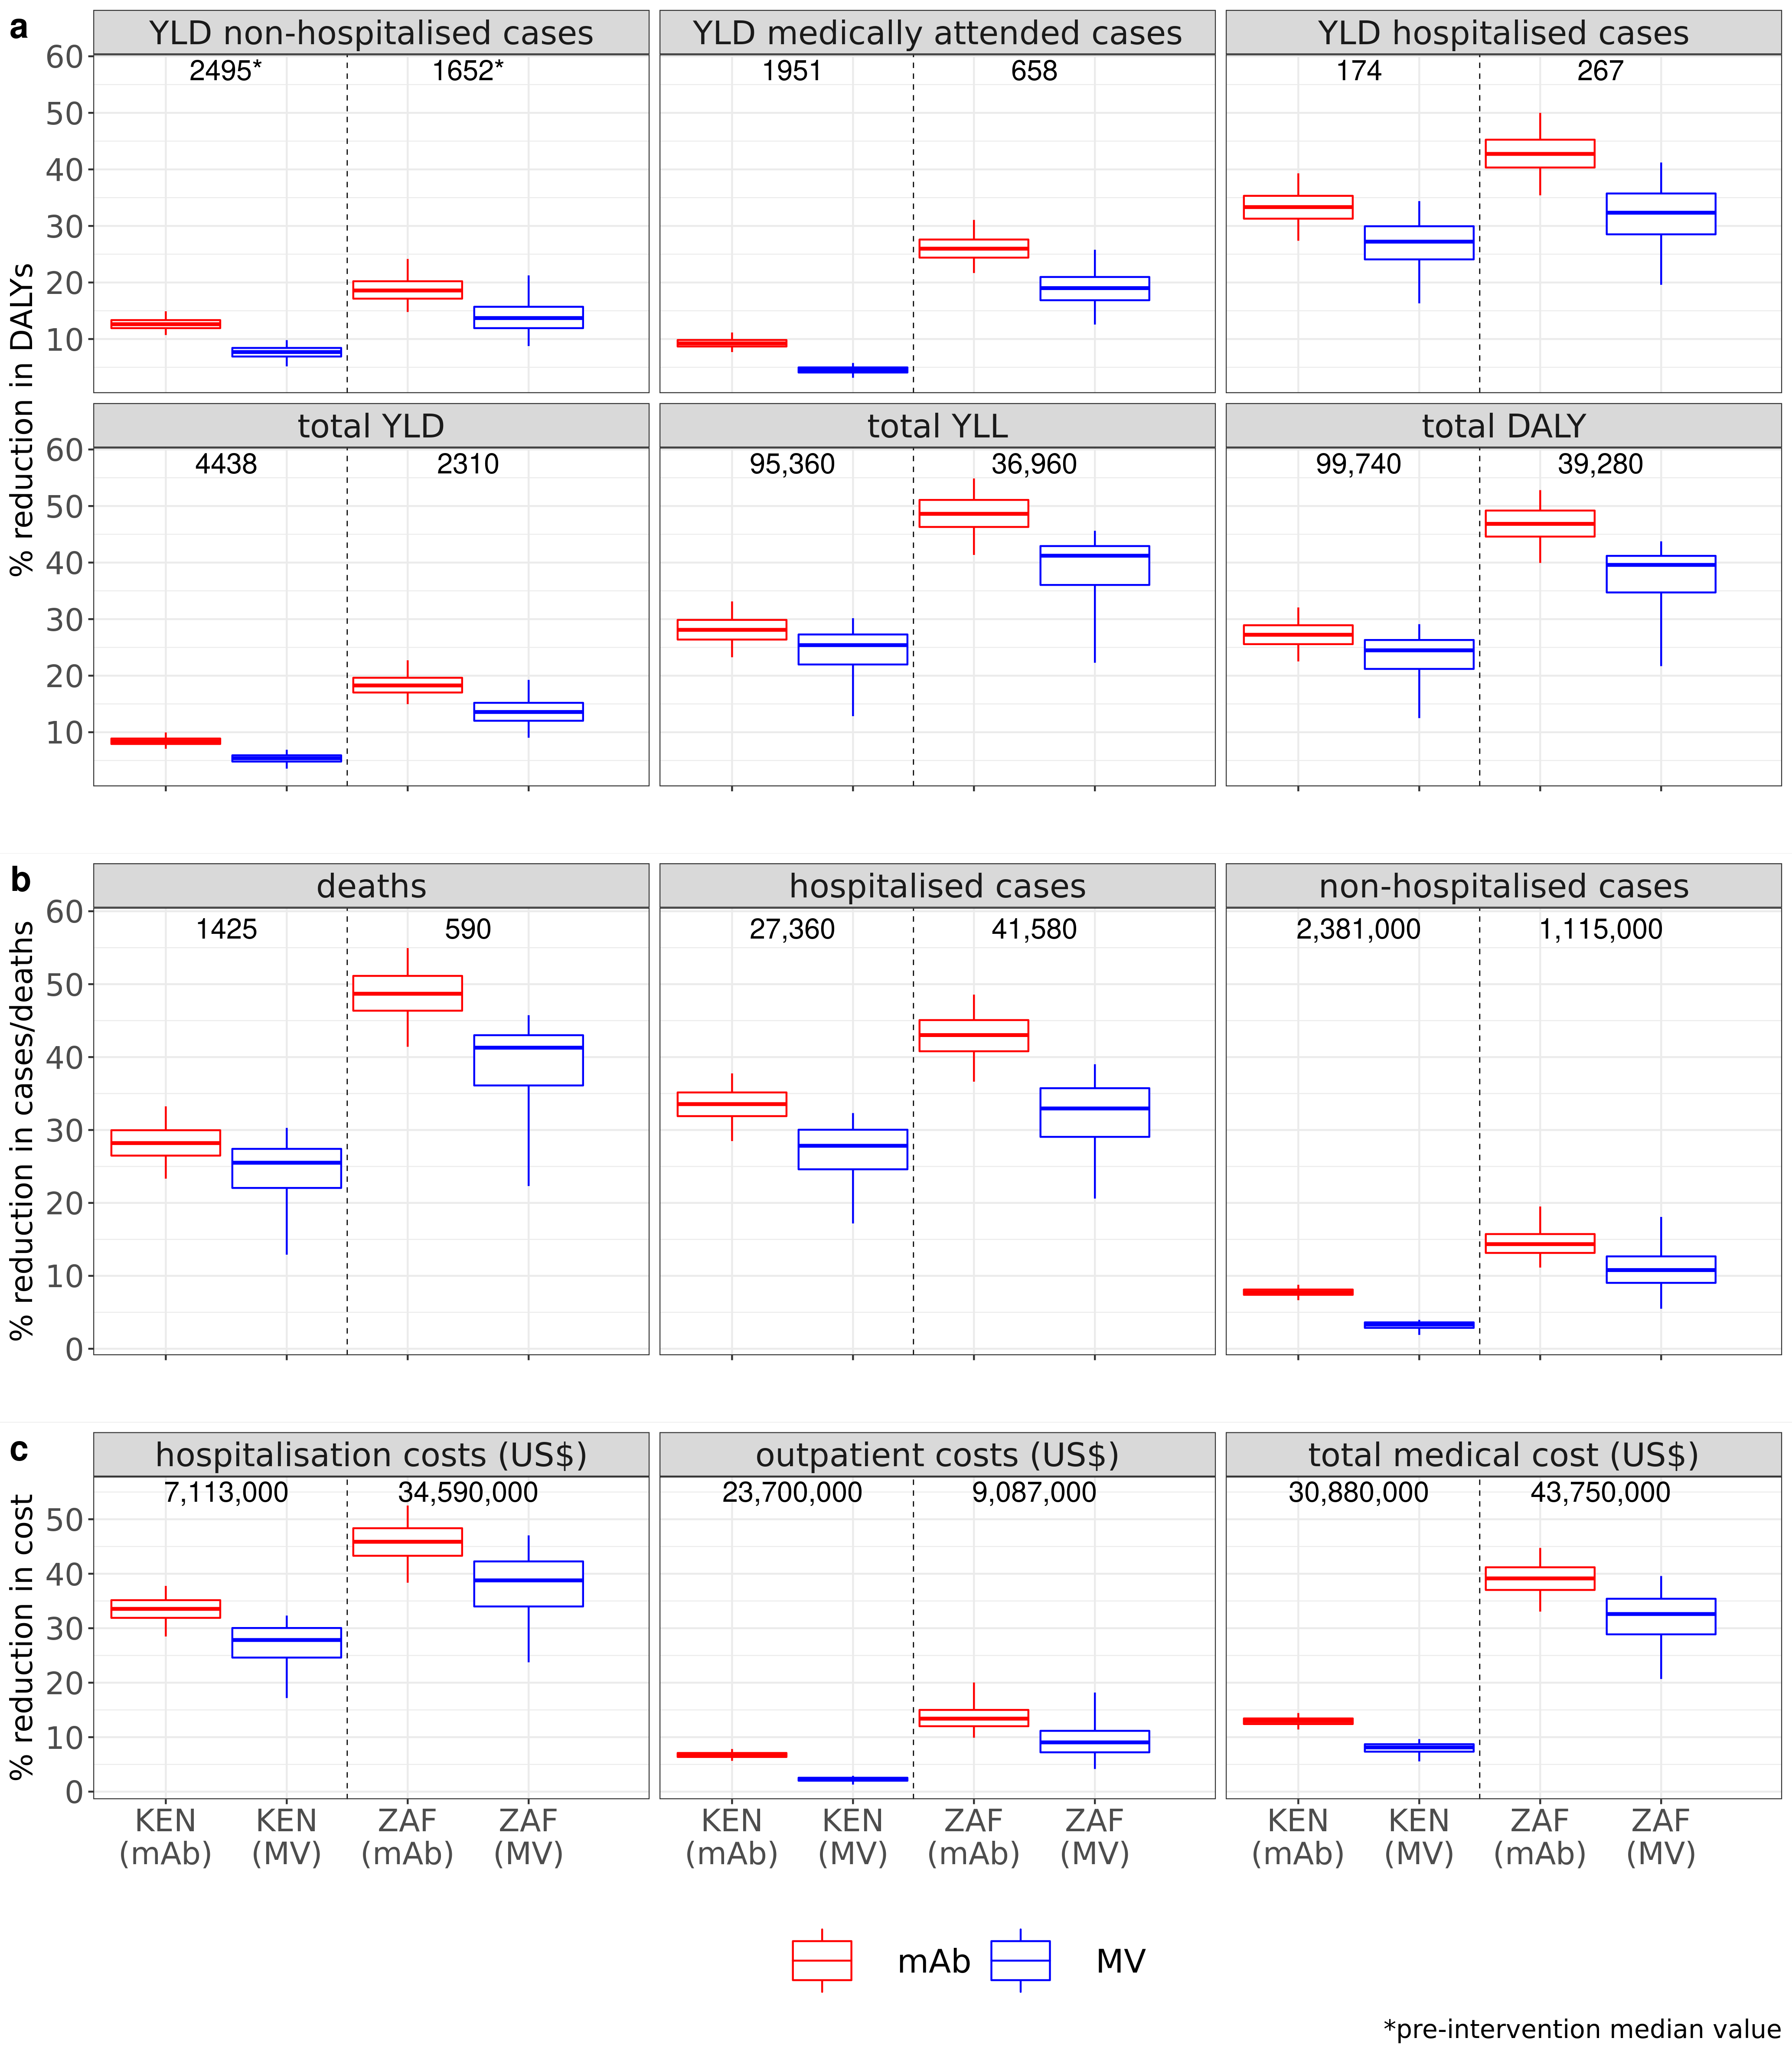 a
YLD non-hospitalised cases
YLD medically attended cases
YLD hospitalised cases
2495*
1652*
1951
658
174
267
60
50
40
30
20
10
% reduction in DALYs
total YLD
total YLL
total DALY
4438
2310
95,360
36,960
99,740
39,280
60
50
40
30
20
10
b
deaths
hospitalised cases
non-hospitalised cases
1425
590
27,360
41,580
2,381,000
1,115,000
60
50
40
30
20
10
0
% reduction in cases/deaths
c
hospitalisation costs (US$)
outpatient costs (US$)
total medical cost (US$)
7,113,000
34,590,000
23,700,000
9,087,000
30,880,000
43,750,000
50
40
30
20
10
0
% reduction in cost
KEN
(mAb)
KEN
(MV)
ZAF
(mAb)
ZAF
(MV)
KEN
(mAb)
KEN
(MV)
ZAF
(mAb)
ZAF
(MV)
KEN
(mAb)
KEN
(MV)
ZAF
(mAb)
ZAF
(MV)
mAb
MV
*pre-intervention median value